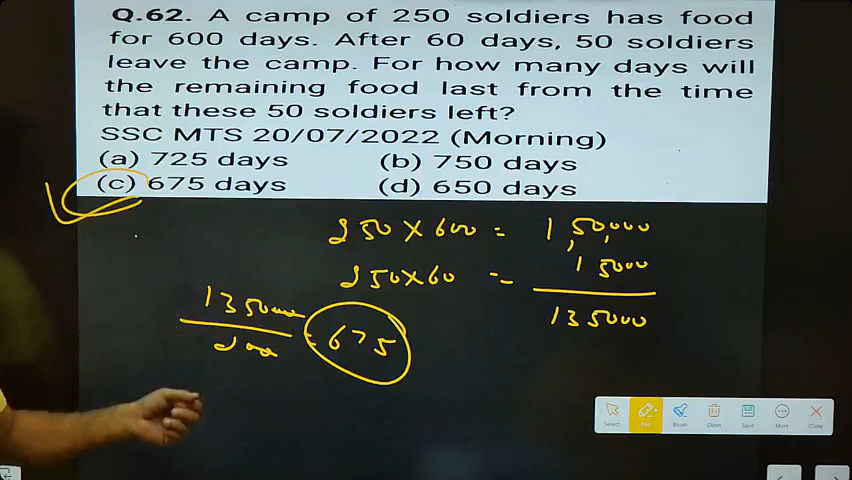 Q.62. A camp of 250 soldiers has food
for 600 days. After 60 days, 50 soldiers
leave the camp. For how many days will
the remaining food last from the time
that these 50 soldiers left?
SSC MTS 20/07/2022 (Morning)
(a) 725 days (b) 750 days
(c) 675 days (d) 650 days
250 × 600 = 1,50,000
250×60 = 15000
135000
135000
200
= 675
Select Pen Brush Clean Save More Close